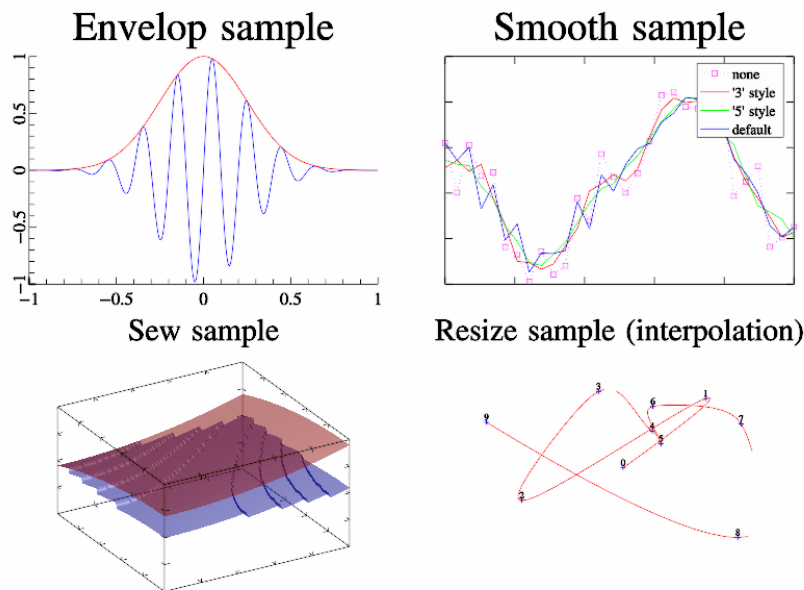 Envelop sample
Smooth sample
1
0.5
0
−0.5
−1
−1
−0.5
0
0.5
1
none
'3' style
'5' style
default
Sew sample
Resize sample (interpolation)
3
1
6
9
7
4
5
0
2
8